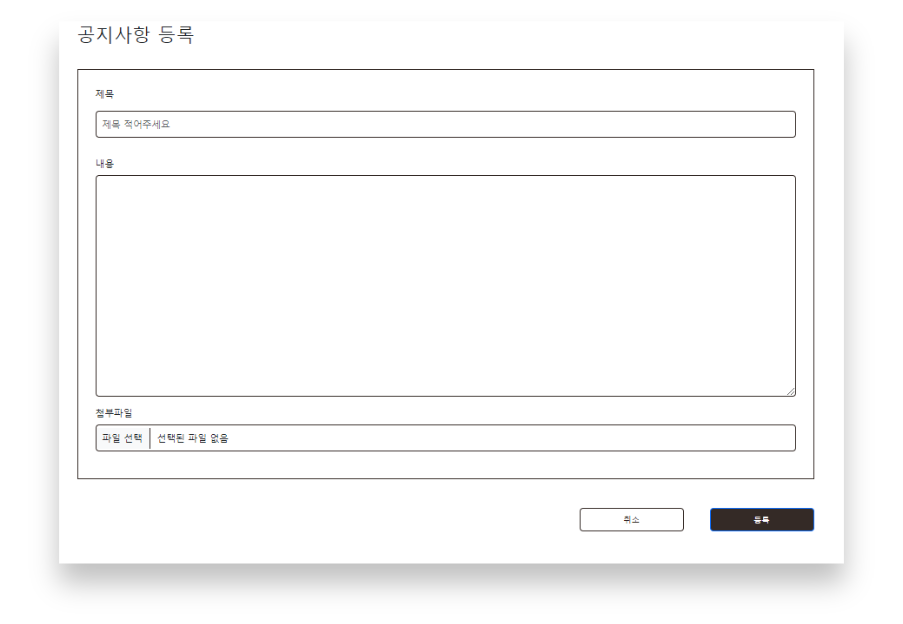 공지사항 등록
제목
제목 적어주세요
내용
첨부파일
파일 선택 선택된 파일 없음
취소 등록